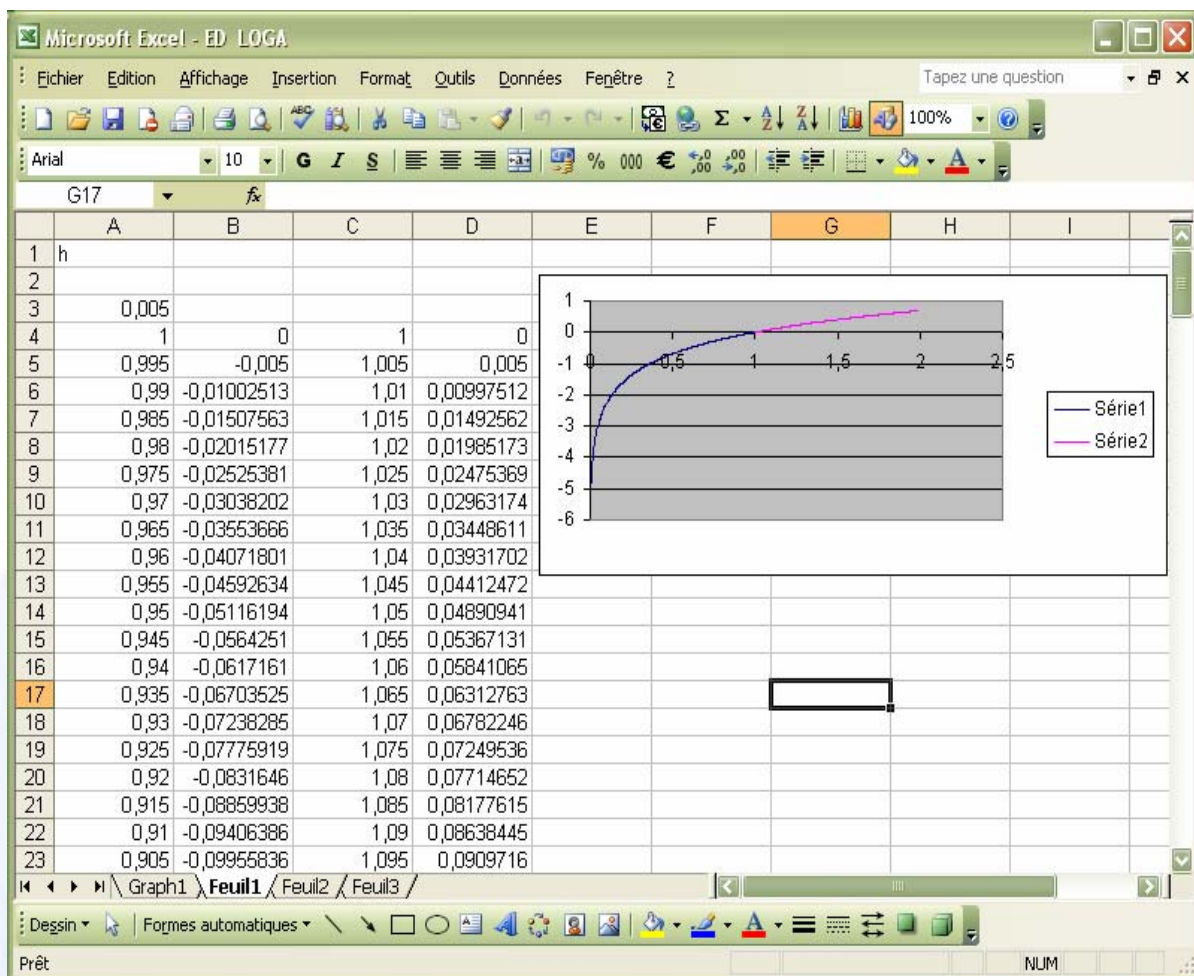 Microsoft Excel - ED LOGA
Fichier Edition Affichage Insertion Format Outils Données Fenêtre ? Tapez une question
ABC Σ A Z Z A 100%
Arial 10 G I S % 000 € ,0 ,00 ,00 ,0 A
G17 fx
A B C D E F G H I
1 h
2
3 0,005
4 1 0 1 0
5 0,995 -0,005 1,005 0,005
6 0,99 -0,01002513 1,01 0,00997512
7 0,985 -0,01507563 1,015 0,01492562
8 0,98 -0,02015177 1,02 0,01985173
9 0,975 -0,02525381 1,025 0,02475369
10 0,97 -0,03038202 1,03 0,02963174
11 0,965 -0,03553666 1,035 0,03448611
12 0,96 -0,04071801 1,04 0,03931702
13 0,955 -0,04592634 1,045 0,04412472
14 0,95 -0,05116194 1,05 0,04890941
15 0,945 -0,0564251 1,055 0,05367131
16 0,94 -0,0617161 1,06 0,05841065
17 0,935 -0,06703525 1,065 0,06312763
18 0,93 -0,07238285 1,07 0,06782246
19 0,925 -0,07775919 1,075 0,07249536
20 0,92 -0,0831646 1,08 0,07714652
21 0,915 -0,08859938 1,085 0,08177615
22 0,91 -0,09406386 1,09 0,08638445
23 0,905 -0,09955836 1,095 0,0909716
1
0
-1 0 0,5 1 1,5 2 2,5
-2
-3
-4
-5
-6
Série1
Série2
Graph1 Feuil1 Feuil2 Feuil3
Dessin Formes automatiques A A
Prêt NUM